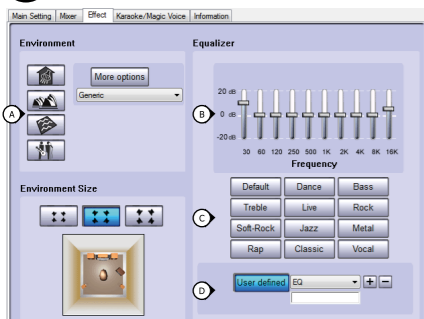 Main Setting Mixer Effect Karaoke/Magic Voice Information
Environment
More options
Generic
A
Environment Size
Equalizer
20 dB
0 dB
-20 dB
B
30 60 120 250 500 1K 2K 4K 8K 16K
Frequency
Default Dance Bass
Treble Live Rock
C
Soft-Rock Jazz Metal
Rap Classic Vocal
D
User defined EQ + −